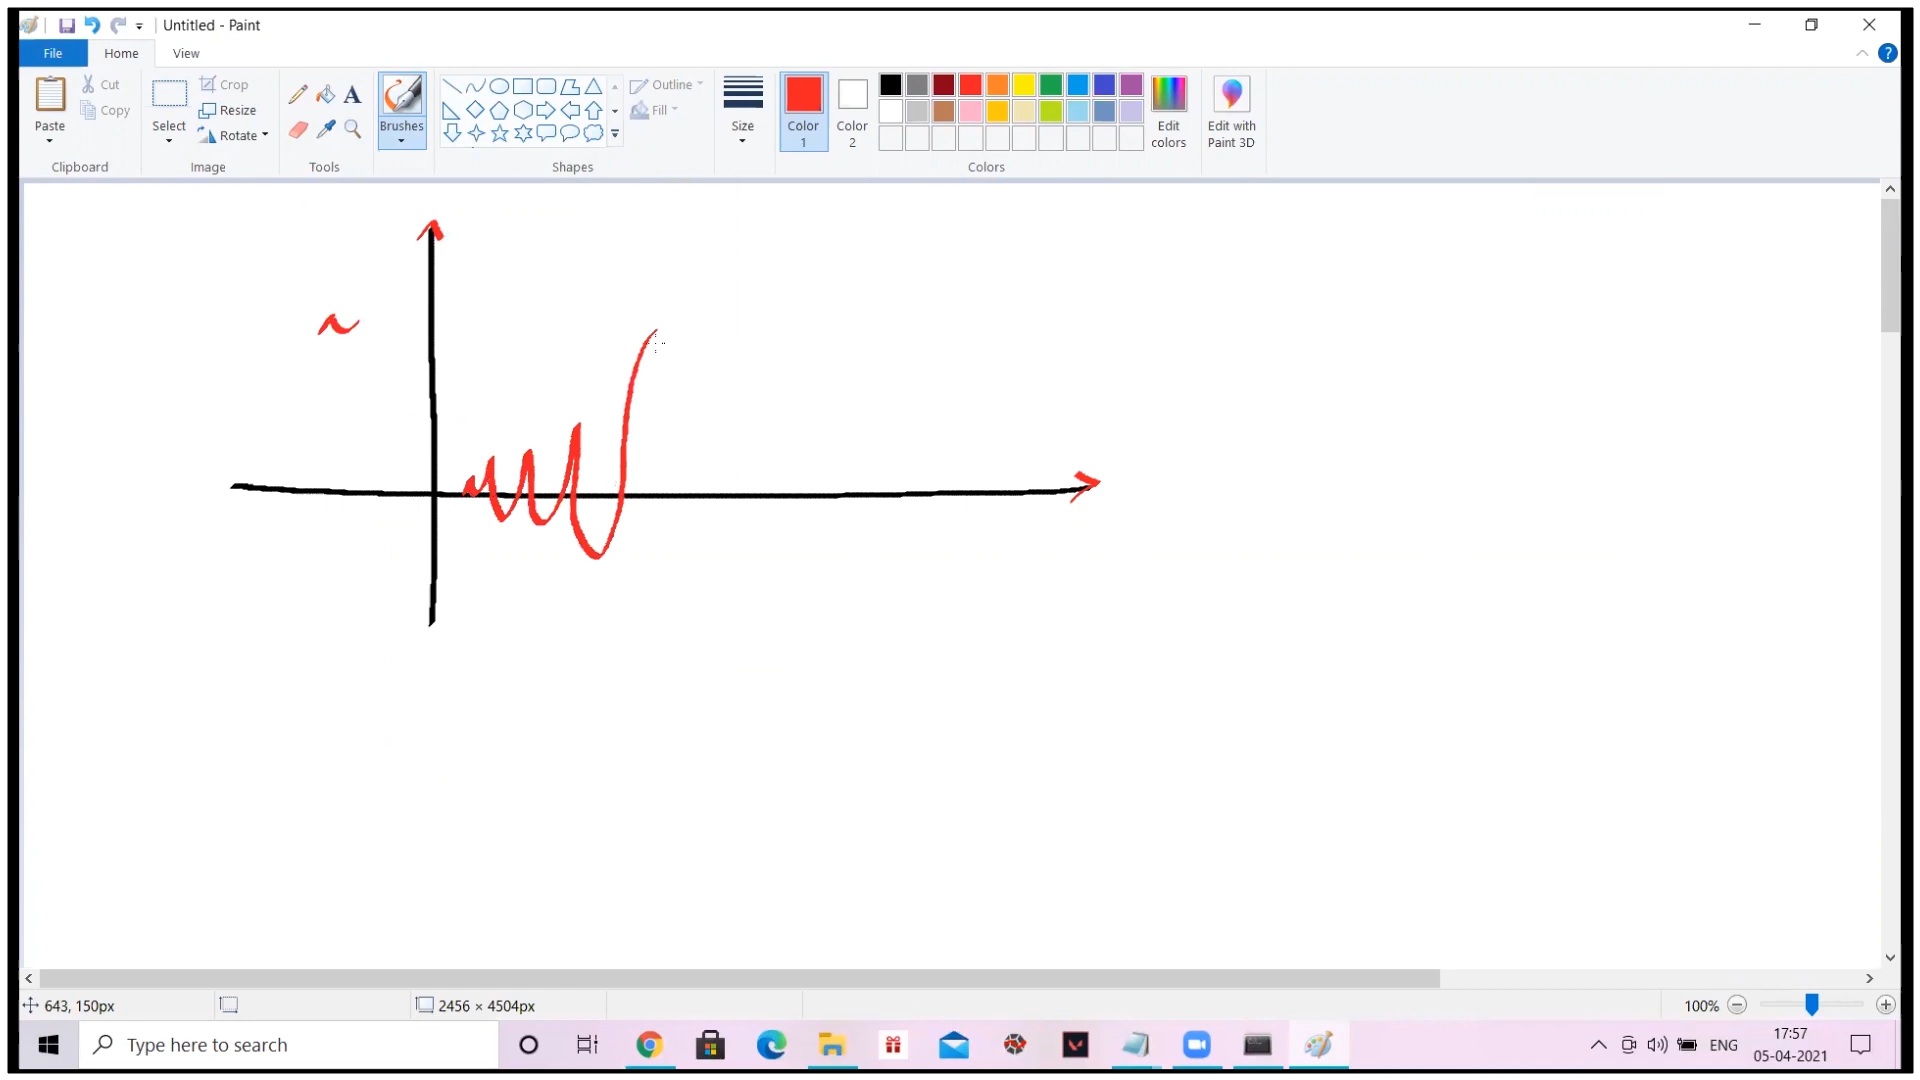 Untitled - Paint
File Home View
Paste
Cut
Copy
Clipboard
Select
Crop
Resize
Rotate
Image
A
Tools
Brushes
Outline
Fill
Shapes
Size
Color 1
Color 2
Edit colors
Colors
Edit with Paint 3D
?
~
643, 150px
2456 × 4504px
100%
Type here to search
ENG
17:57
05-04-2021